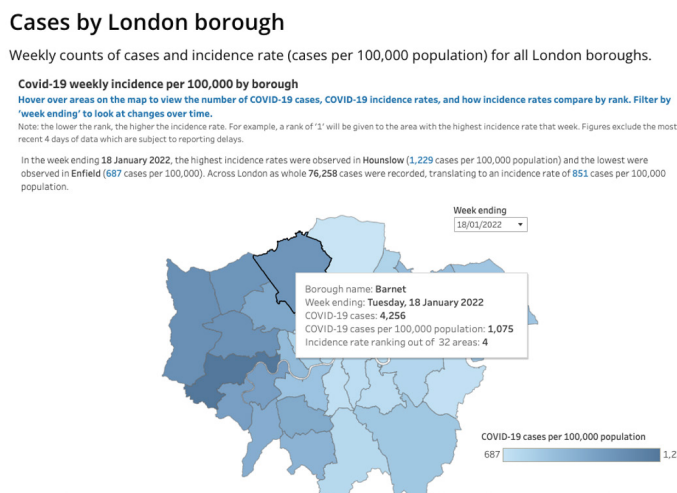 Cases by London borough
Weekly counts of cases and incidence rate (cases per 100,000 population) for all London boroughs.
Covid-19 weekly incidence per 100,000 by borough
Hover over areas on the map to view the number of COVID-19 cases, COVID-19 incidence rates, and how incidence rates compare by rank. Filter by
‘week ending’ to look at changes over time.
Note: the lower the rank, the higher the incidence rate. For example, a rank of ‘1’ will be given to the area with the highest incidence rate that week. Figures exclude the most
recent 4 days of data which are subject to reporting delays.
In the week ending 18 January 2022, the highest incidence rates were observed in Hounslow (1,229 cases per 100,000 population) and the lowest were
observed in Enfield (687 cases per 100,000). Across London as whole 76,258 cases were recorded, translating to an incidence rate of 851 cases per 100,000
population.
Week ending
18/01/2022
Borough name: Barnet
Week ending: Tuesday, 18 January 2022
COVID-19 cases: 4,256
COVID-19 cases per 100,000 population: 1,075
Incidence rate ranking out of 32 areas: 4
COVID-19 cases per 100,000 population
687 1,2